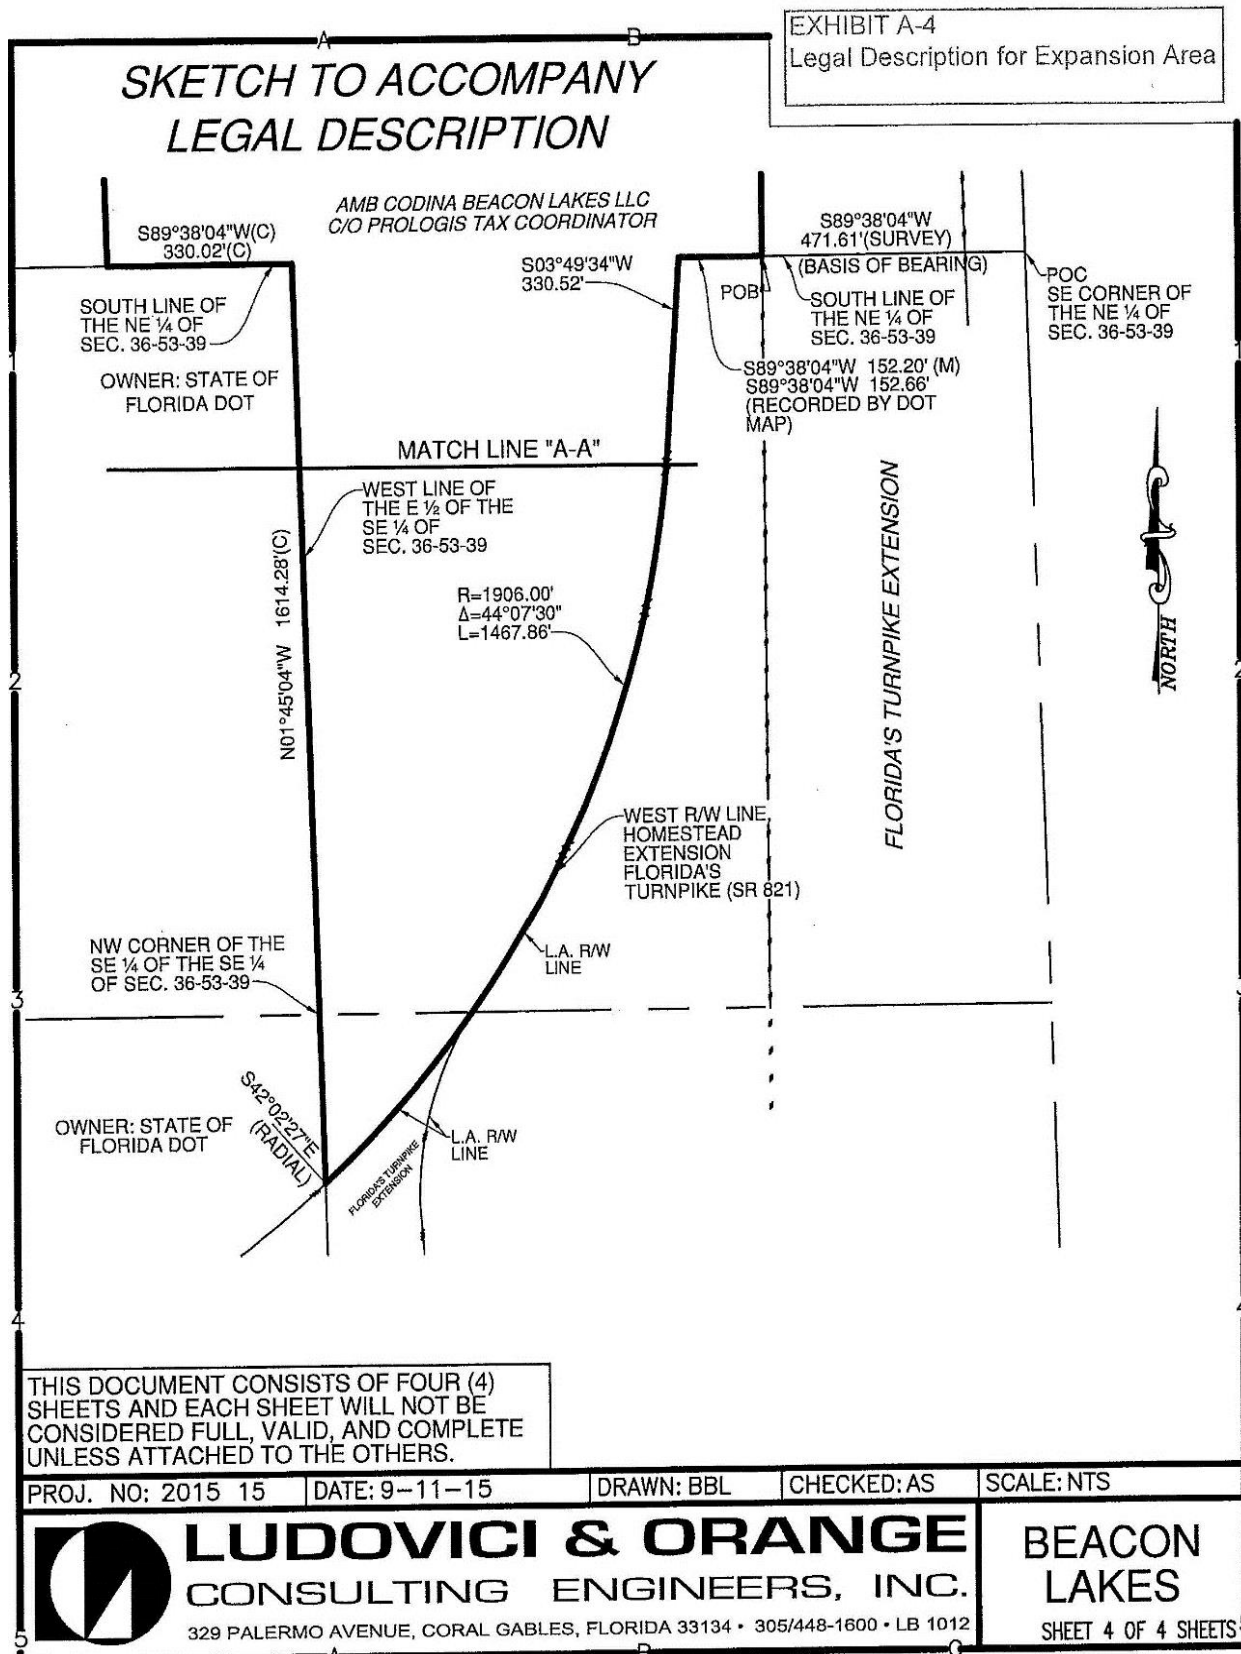 EXHIBIT A-4
Legal Description for Expansion Area
A
B
SKETCH TO ACCOMPANY
LEGAL DESCRIPTION
AMB CODINA BEACON LAKES LLC
C/O PROLOGIS TAX COORDINATOR
S89°38'04"W(C)
330.02'(C)
S03°49'34"W
330.52'
S89°38'04"W
471.61'(SURVEY)
(BASIS OF BEARING)
POB
POC
SE CORNER OF
THE NE ¼ OF
SEC. 36-53-39
SOUTH LINE OF
THE NE ¼ OF
SEC. 36-53-39
SOUTH LINE OF
THE NE ¼ OF
SEC. 36-53-39
1
1
OWNER: STATE OF
FLORIDA DOT
S89°38'04"W 152.20' (M)
S89°38'04"W 152.66'
(RECORDED BY DOT
MAP)
MATCH LINE "A-A"
WEST LINE OF
THE E ½ OF THE
SE ¼ OF
SEC. 36-53-39
N01°45'04"W 1614.28'(C)
R=1906.00'
Δ=44°07'30"
L=1467.86'
FLORIDA'S TURNPIKE EXTENSION
NORTH
2
2
WEST R/W LINE
HOMESTEAD
EXTENSION
FLORIDA'S
TURNPIKE (SR 821)
NW CORNER OF THE
SE ¼ OF THE SE ¼
OF SEC. 36-53-39
L.A. R/W
LINE
3
3
S42°02'27"E
(RADIAL)
OWNER: STATE OF
FLORIDA DOT
L.A. R/W
LINE
FLORIDA'S TURNPIKE
EXTENSION
4
4
THIS DOCUMENT CONSISTS OF FOUR (4)
SHEETS AND EACH SHEET WILL NOT BE
CONSIDERED FULL, VALID, AND COMPLETE
UNLESS ATTACHED TO THE OTHERS.
PROJ. NO: 2015 15 DATE: 9-11-15 DRAWN: BBL CHECKED: AS SCALE: NTS
LUDOVICI & ORANGE
CONSULTING ENGINEERS, INC.
329 PALERMO AVENUE, CORAL GABLES, FLORIDA 33134 • 305/448-1600 • LB 1012
BEACON
LAKES
SHEET 4 OF 4 SHEETS
5